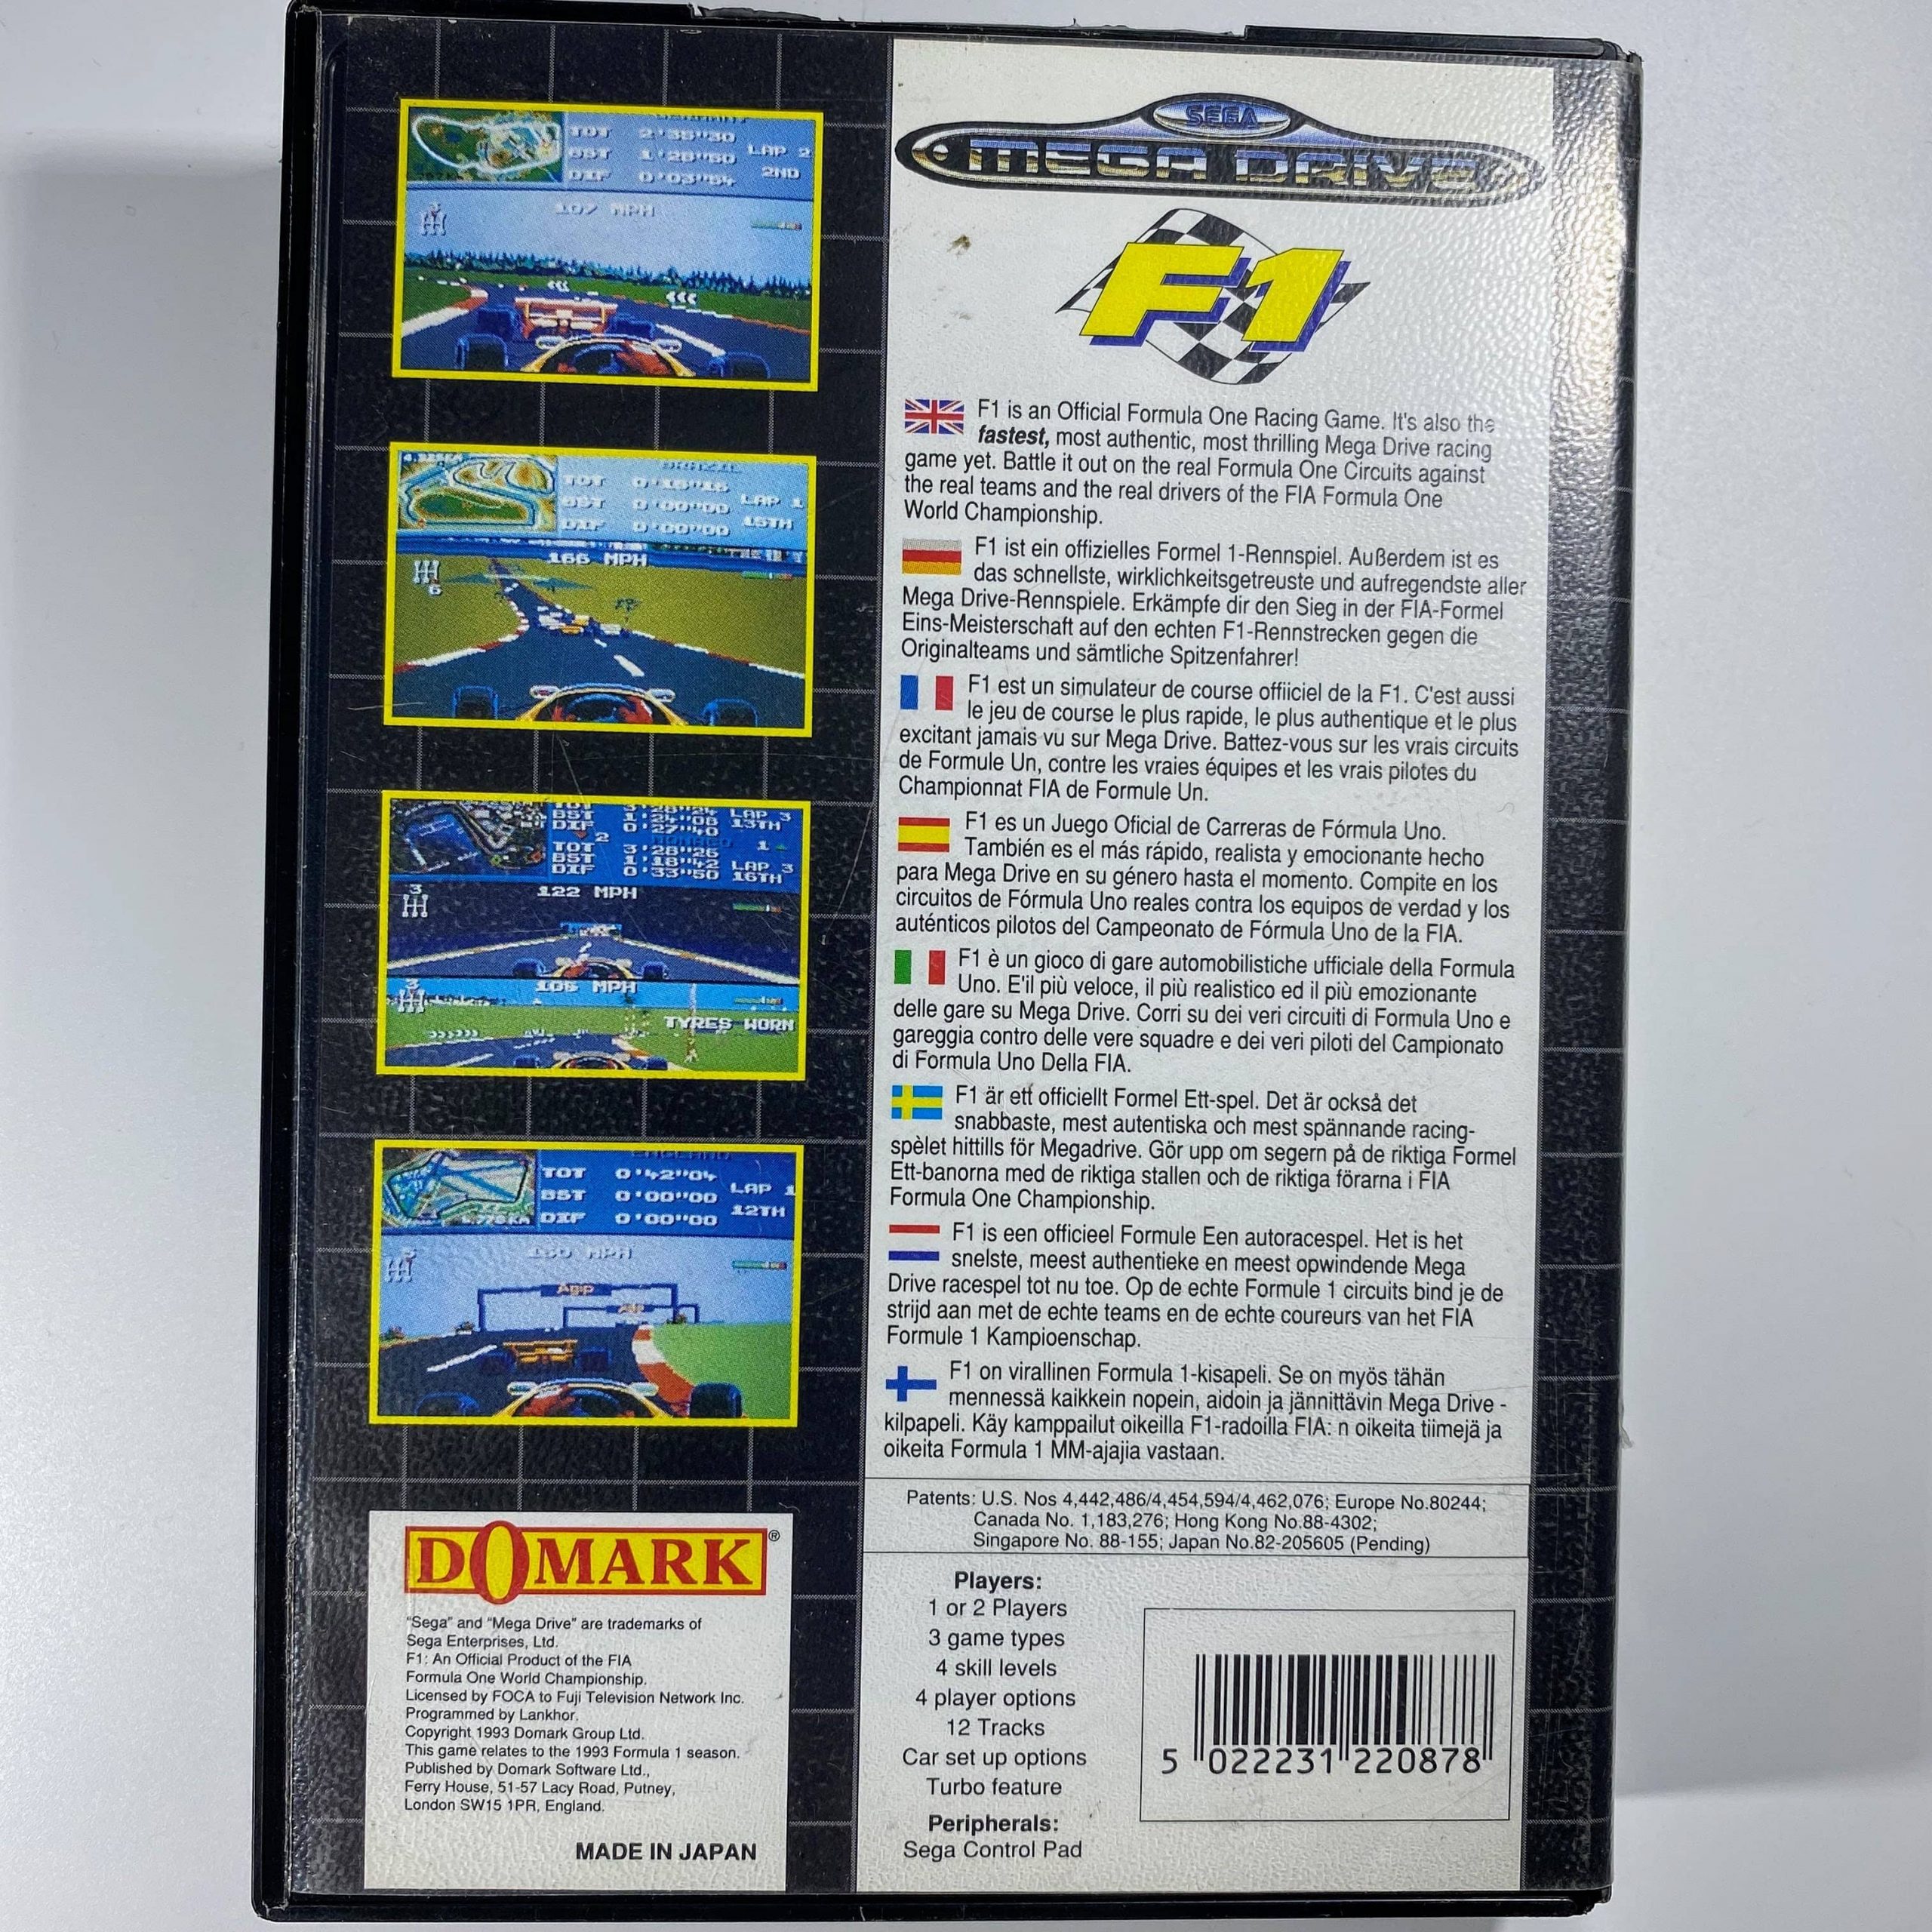 TOT 2'35"30
BST 1'28"50 LAP 2
DIF 0'03"54 2ND
3
107 MPH
BRAZIL
TOT 0'15"16
BST 0'00"00 LAP 1
DIF 0'00"00 15TH
166 MPH
6
BST 1'24"08 LAP 3
DIF 0'27"40 13TH
2
1
TOT 3'28"26
BST 1'18"42 LAP 3
DIF 0'33"50 16TH
3
122 MPH
3
105 MPH
TYRES WORN
ENGLAND
TOT 0'42"04
BST 0'00"00 LAP 1
DIF 0'00"00 12TH
5
DOMARK®
"Sega" and "Mega Drive" are trademarks of
Sega Enterprises, Ltd.
F1: An Official Product of the FIA
Formula One World Championship.
Licensed by FOCA to Fuji Television Network Inc.
Programmed by Lankhor.
Copyright 1993 Domark Group Ltd.
This game relates to the 1993 Formula 1 season.
Published by Domark Software Ltd.,
Ferry House, 51-57 Lacy Road, Putney,
London SW15 1PR, England.
MADE IN JAPAN
SEGA
MEGA DRIVE
F1
F1 is an Official Formula One Racing Game. It's also the
fastest, most authentic, most thrilling Mega Drive racing
game yet. Battle it out on the real Formula One Circuits against
the real teams and the real drivers of the FIA Formula One
World Championship.
F1 ist ein offizielles Formel 1-Rennspiel. Außerdem ist es
das schnellste, wirklichkeitsgetreuste und aufregendste aller
Mega Drive-Rennspiele. Erkämpfe dir den Sieg in der FIA-Formel
Eins-Meisterschaft auf den echten F1-Rennstrecken gegen die
Originalteams und sämtliche Spitzenfahrer!
F1 est un simulateur de course offiiciel de la F1. C'est aussi
le jeu de course le plus rapide, le plus authentique et le plus
excitant jamais vu sur Mega Drive. Battez-vous sur les vrais circuits
de Formule Un, contre les vraies équipes et les vrais pilotes du
Championnat FIA de Formule Un.
F1 es un Juego Oficial de Carreras de Fórmula Uno.
También es el más rápido, realista y emocionante hecho
para Mega Drive en su género hasta el momento. Compite en los
circuitos de Fórmula Uno reales contra los equipos de verdad y los
auténticos pilotos del Campeonato de Fórmula Uno de la FIA.
F1 è un gioco di gare automobilistiche ufficiale della Formula
Uno. E'il più veloce, il più realistico ed il più emozionante
delle gare su Mega Drive. Corri su dei veri circuiti di Formula Uno e
gareggia contro delle vere squadre e dei veri piloti del Campionato
di Formula Uno Della FIA.
F1 är ett officiellt Formel Ett-spel. Det är också det
snabbaste, mest autentiska och mest spännande racing-
spèlet hittills för Megadrive. Gör upp om segern på de riktiga Formel
Ett-banorna med de riktiga stallen och de riktiga förarna i FIA
Formula One Championship.
F1 is een officieel Formule Een autoracespel. Het is het
snelste, meest authentieke en meest opwindende Mega
Drive racespel tot nu toe. Op de echte Formule 1 circuits bind je de
strijd aan met de echte teams en de echte coureurs van het FIA
Formule 1 Kampioenschap.
F1 on virallinen Formula 1-kisapeli. Se on myös tähän
mennessä kaikkein nopein, aidoin ja jännittävin Mega Drive -
kilpapeli. Käy kamppailut oikeilla F1-radoilla FIA: n oikeita tiimejä ja
oikeita Formula 1 MM-ajajia vastaan.
Patents: U.S. Nos 4,442,486/4,454,594/4,462,076; Europe No.80244;
Canada No. 1,183,276; Hong Kong No.88-4302;
Singapore No. 88-155; Japan No.82-205605 (Pending)
Players:
1 or 2 Players
3 game types
4 skill levels
4 player options
12 Tracks
Car set up options
Turbo feature
Peripherals:
Sega Control Pad
5 022231 220878